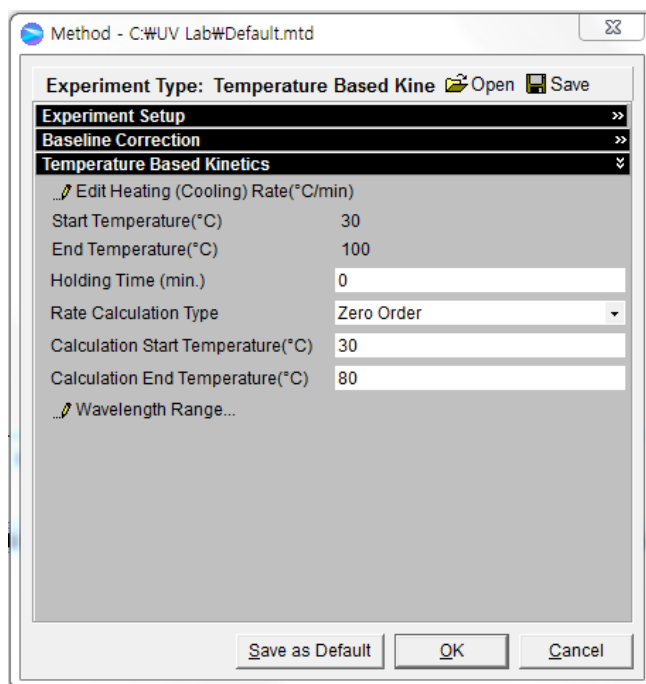 Method - C:₩UV Lab₩Default.mtd
Experiment Type: Temperature Based Kine Open Save
Experiment Setup »
Baseline Correction »
Temperature Based Kinetics
Edit Heating (Cooling) Rate(°C/min)
Start Temperature(°C) 30
End Temperature(°C) 100
Holding Time (min.) 0
Rate Calculation Type Zero Order
Calculation Start Temperature(°C) 30
Calculation End Temperature(°C) 80
Wavelength Range...
Save as Default OK Cancel